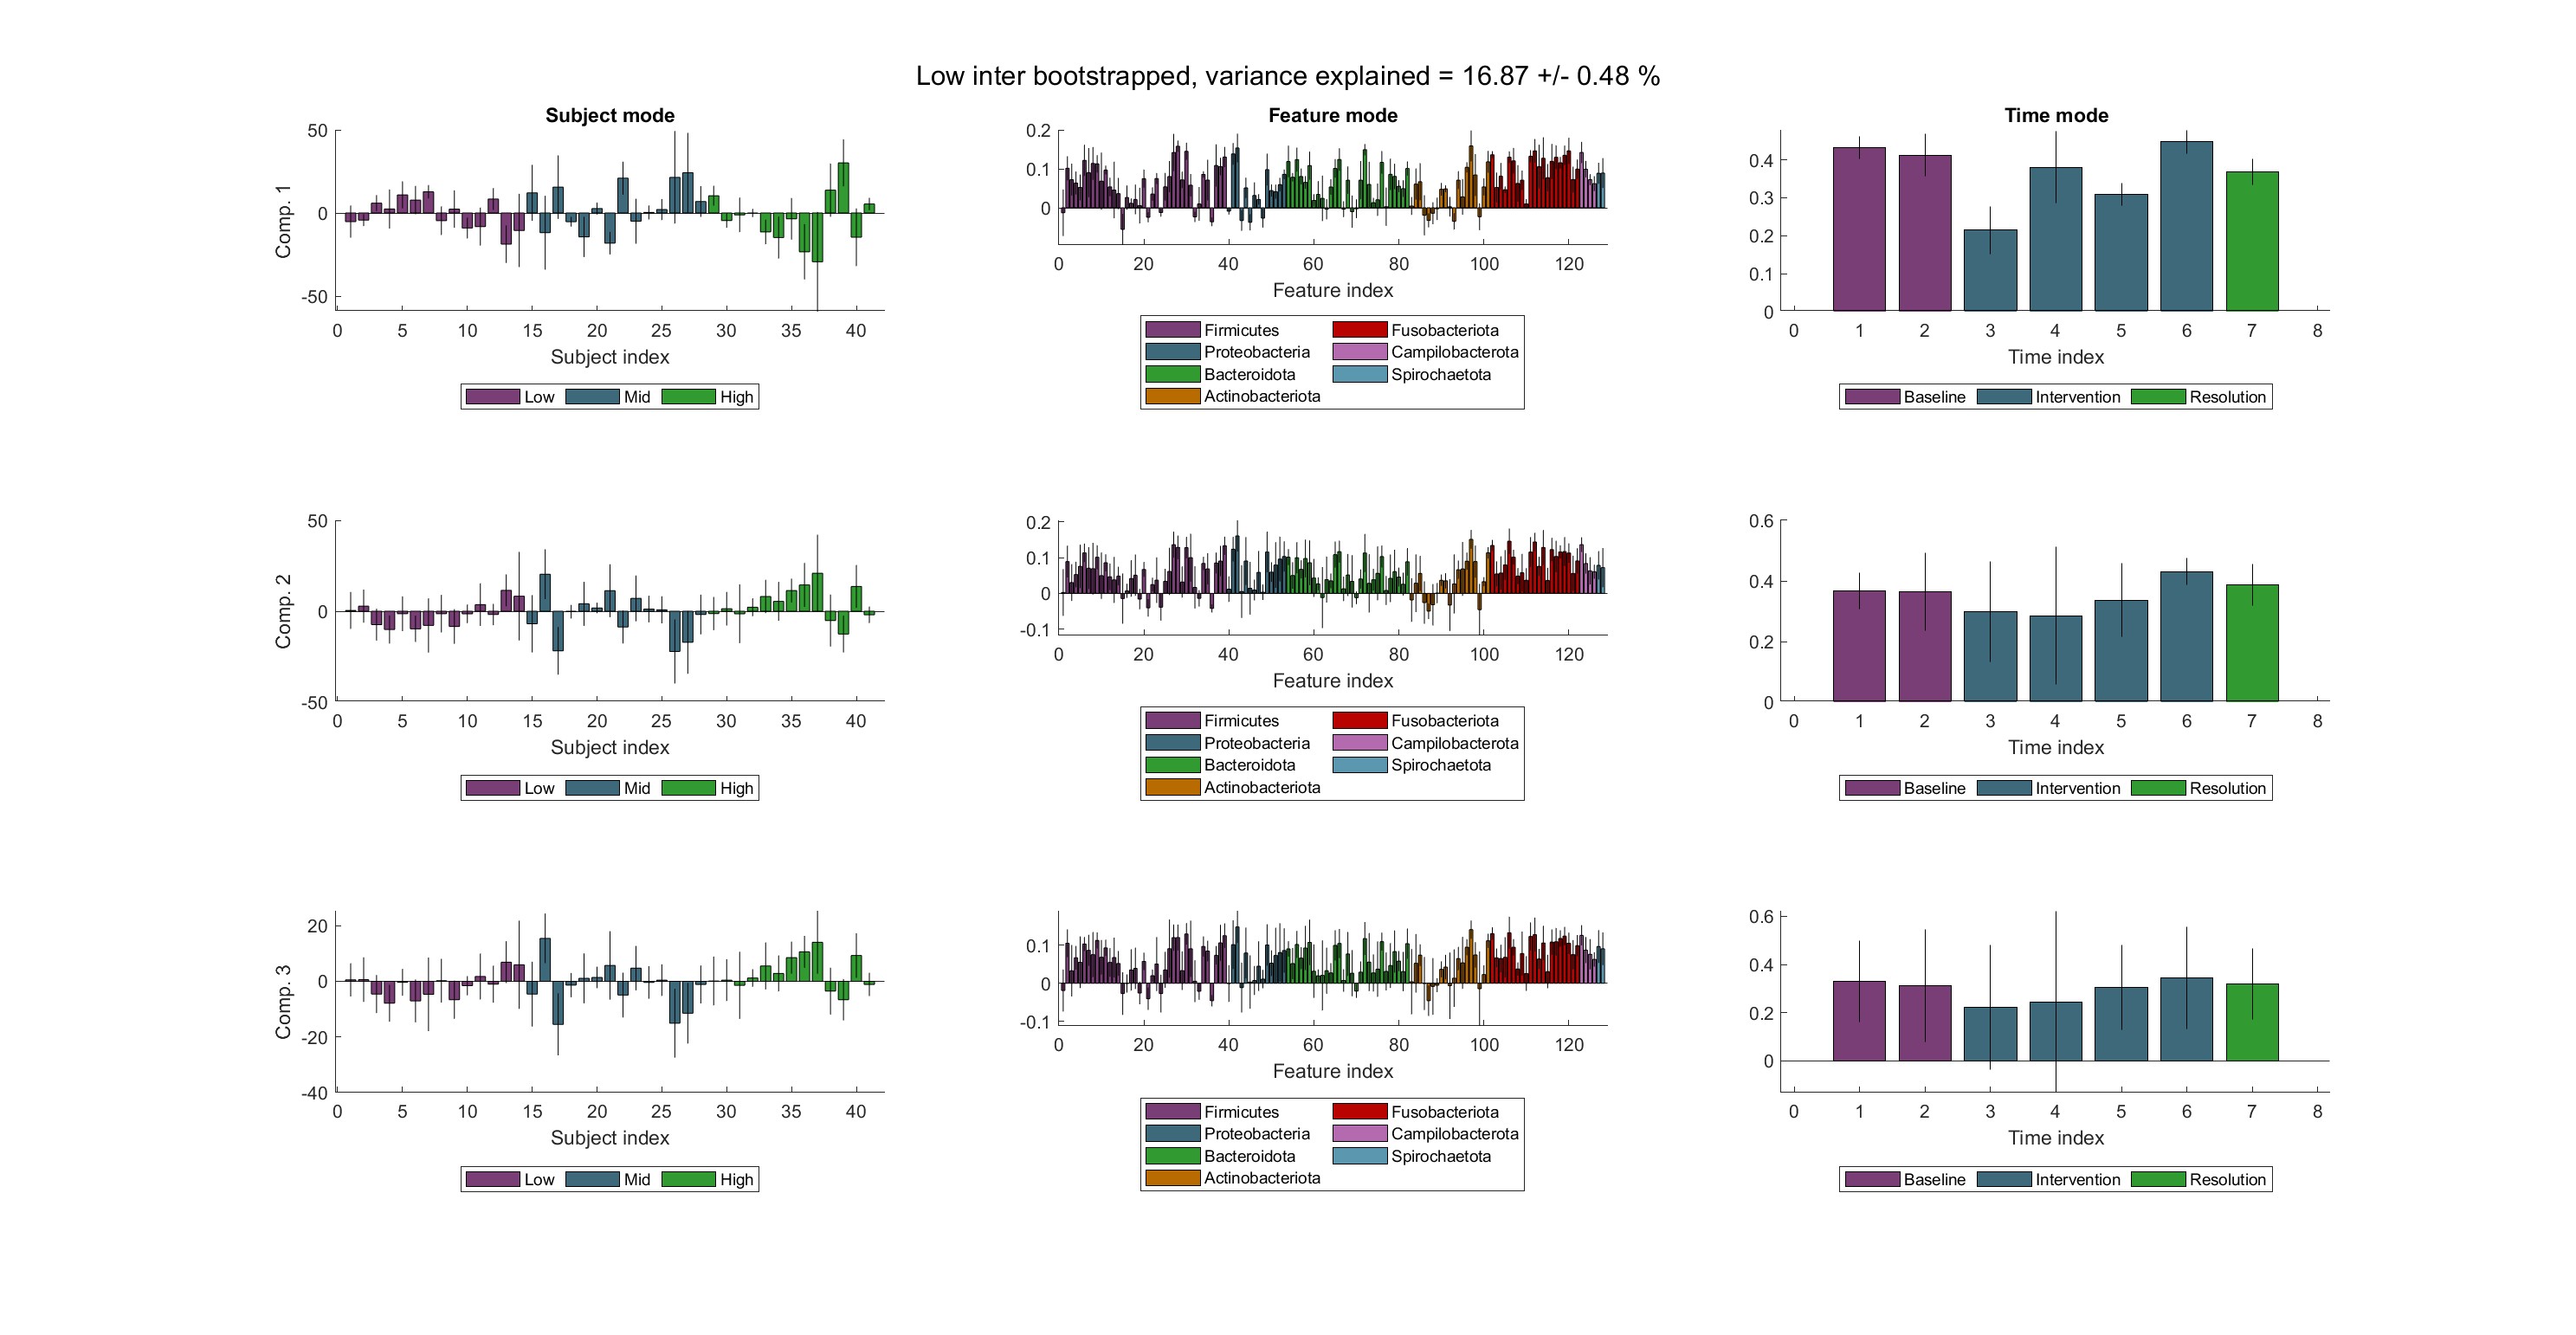 Low inter bootstrapped, variance explained = 16.87 +/- 0.48 %
Subject mode
Feature mode
Time mode
Comp. 1
50
0
-50
0 5 10 15 20 25 30 35 40
Subject index
Low Mid High
0.2
0.1
0
0 20 40 60 80 100 120
Feature index
Firmicutes Fusobacteriota
Proteobacteria Campilobacterota
Bacteroidota Spirochaetota
Actinobacteriota
0.4
0.3
0.2
0.1
0
0 1 2 3 4 5 6 7 8
Time index
Baseline Intervention Resolution
Comp. 2
50
0
-50
0 5 10 15 20 25 30 35 40
Subject index
Low Mid High
0.2
0.1
0
-0.1
0 20 40 60 80 100 120
Feature index
Firmicutes Fusobacteriota
Proteobacteria Campilobacterota
Bacteroidota Spirochaetota
Actinobacteriota
0.6
0.4
0.2
0
0 1 2 3 4 5 6 7 8
Time index
Baseline Intervention Resolution
Comp. 3
20
0
-20
-40
0 5 10 15 20 25 30 35 40
Subject index
Low Mid High
0.1
0
-0.1
0 20 40 60 80 100 120
Feature index
Firmicutes Fusobacteriota
Proteobacteria Campilobacterota
Bacteroidota Spirochaetota
Actinobacteriota
0.6
0.4
0.2
0
0 1 2 3 4 5 6 7 8
Time index
Baseline Intervention Resolution